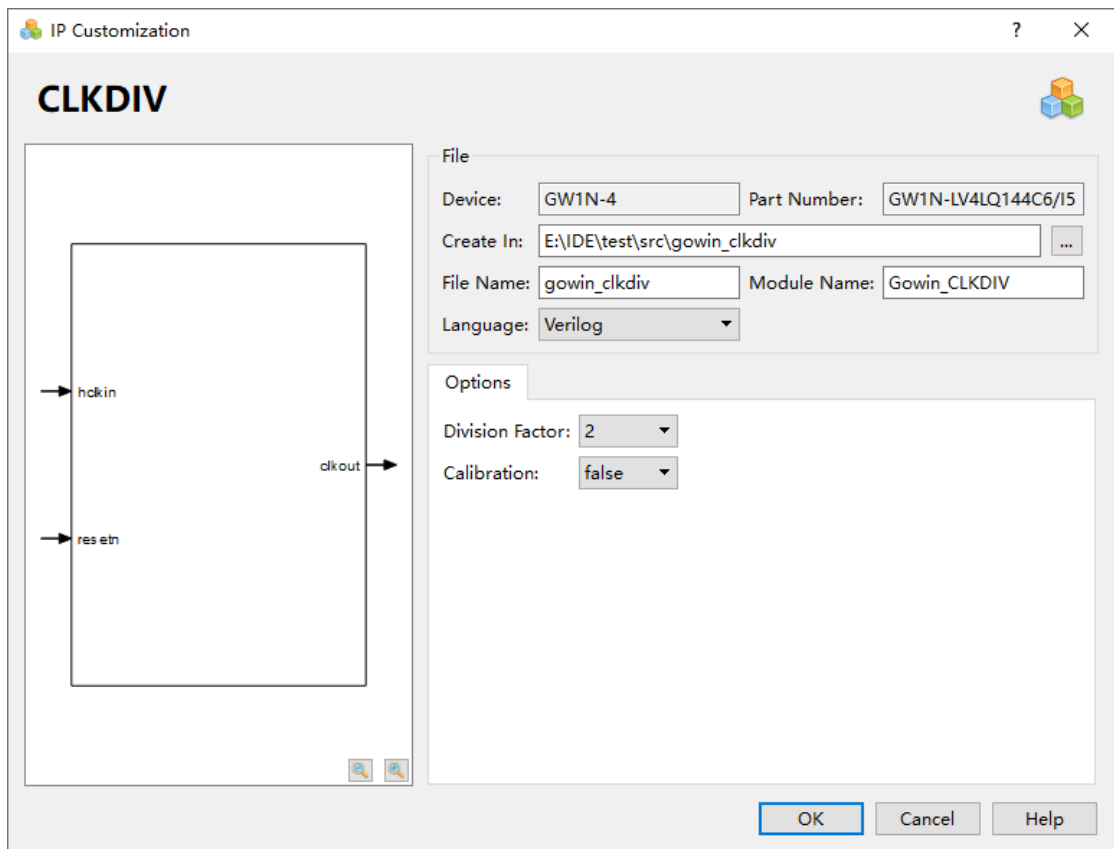 IP Customization
?
CLKDIV
hclkin
clkout
resetn
File
Device: GW1N-4 Part Number: GW1N-LV4LQ144C6/I5
Create In: E:\IDE\test\src\gowin_clkdiv ...
File Name: gowin_clkdiv Module Name: Gowin_CLKDIV
Language: Verilog
Options
Division Factor: 2
Calibration: false
OK Cancel Help